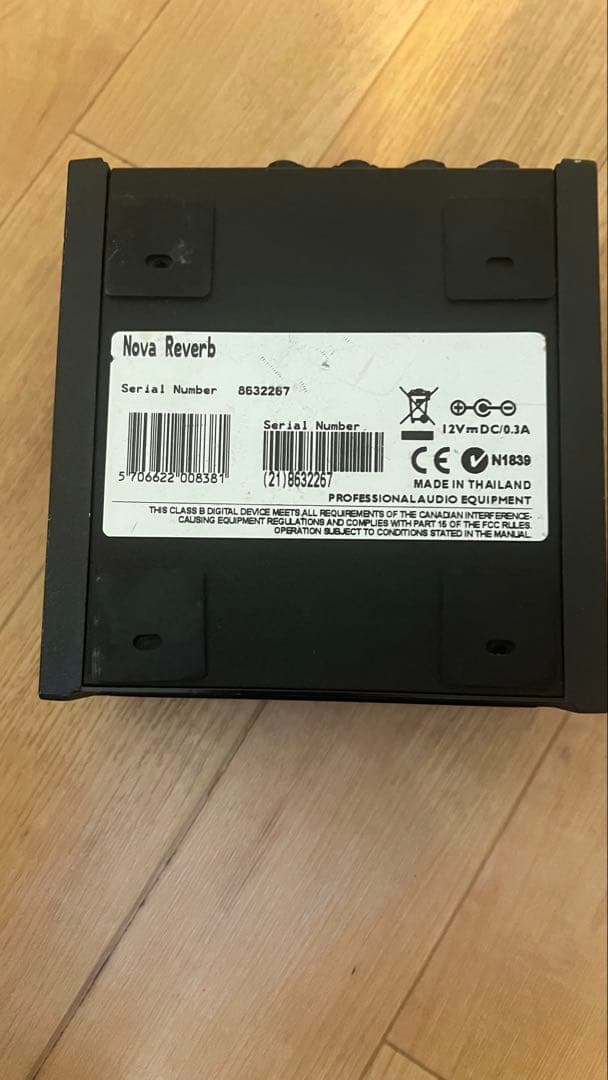 Nova Reverb
Serial Number 8632267
Serial Number
5 706622 008381
(21)8632267
12V⎓DC/0.3A
CE N1839
MADE IN THAILAND
PROFESSIONAL AUDIO EQUIPMENT
THIS CLASS B DIGITAL DEVICE MEETS ALL REQUIREMENTS OF THE CANADIAN INTERFERENCE-
CAUSING EQUIPMENT REGULATIONS AND COMPLIES WITH PART 15 OF THE FCC RULES.
OPERATION SUBJECT TO CONDITIONS STATED IN THE MANUAL.